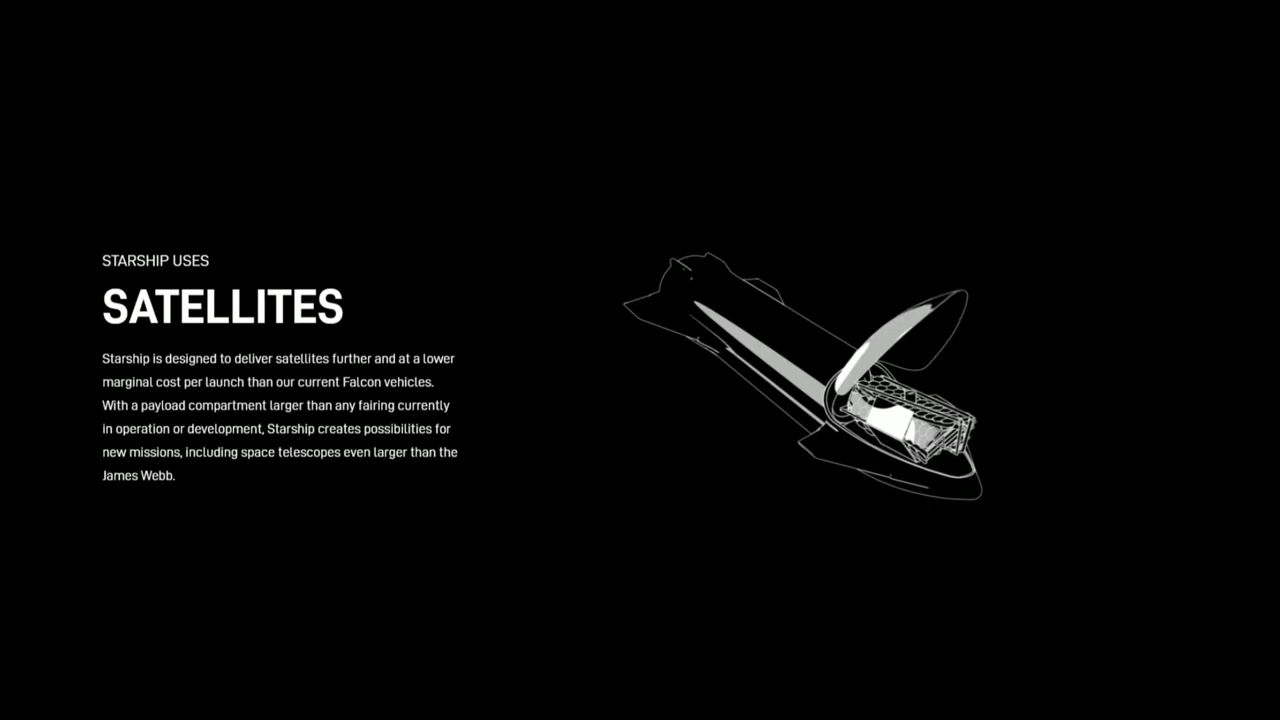 STARSHIP USES
SATELLITES
Starship is designed to deliver satellites further and at a lower
marginal cost per launch than our current Falcon vehicles.
With a payload compartment larger than any fairing currently
in operation or development, Starship creates possibilities for
new missions, including space telescopes even larger than the
James Webb.